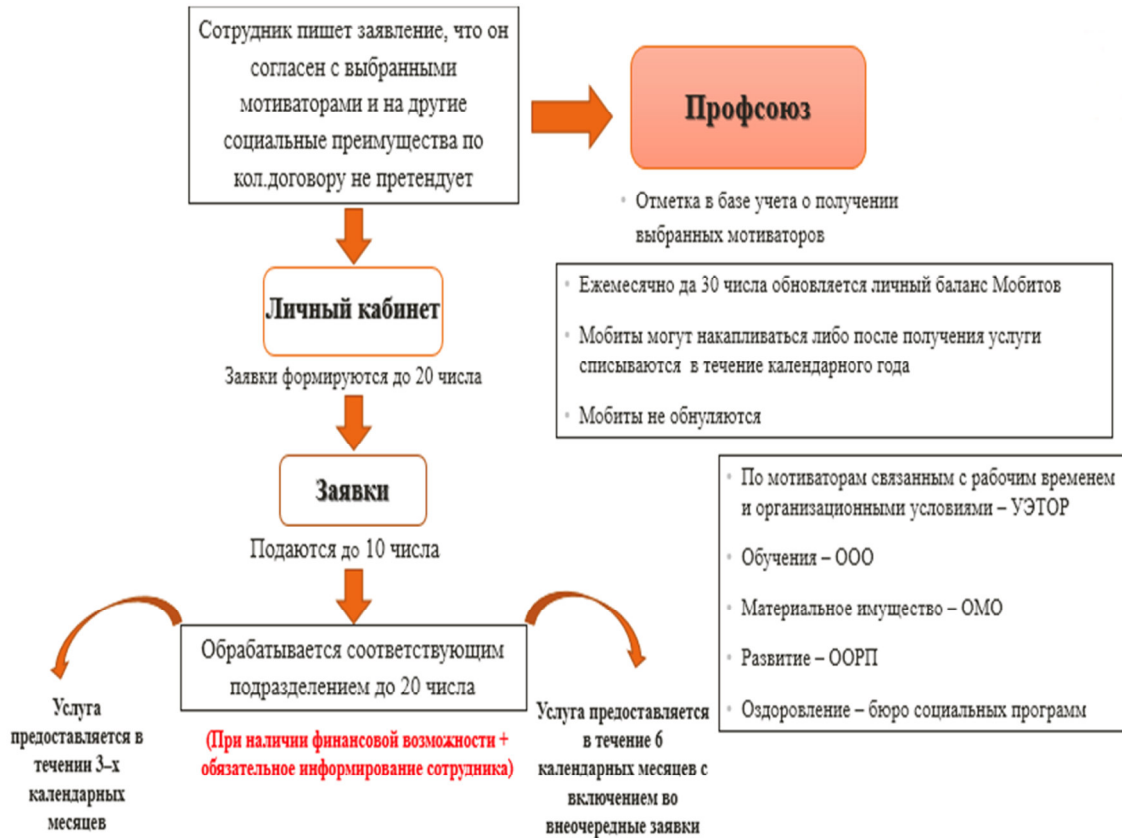 Сотрудник пишет заявление, что он
согласен с выбранными
мотиваторами и на другие
социальные преимущества по
кол.договору не претендует
Профсоюз
• Отметка в базе учета о получении
выбранных мотиваторов
Личный кабинет
Заявки формируются до 20 числа
• Ежемесячно да 30 числа обновляется личный баланс Мобитов
• Мобиты могут накапливаться либо после получения услуги
списываются в течение календарного года
• Мобиты не обнуляются
Заявки
Подаются до 10 числа
• По мотиваторам связанным с рабочим временем
и организационными условиями – УЭТОР
• Обучения – ООО
• Материальное имущество – ОМО
• Развитие – ООРП
• Оздоровление – бюро социальных программ
Обрабатывается соответствующим
подразделением до 20 числа
(При наличии финансовой возможности +
обязательное информирование сотрудника)
Услуга
предоставляется в
течении 3–х
календарных
месяцев
Услуга предоставляется
в течение 6
календарных месяцев с
включением во
внеочередные заявки